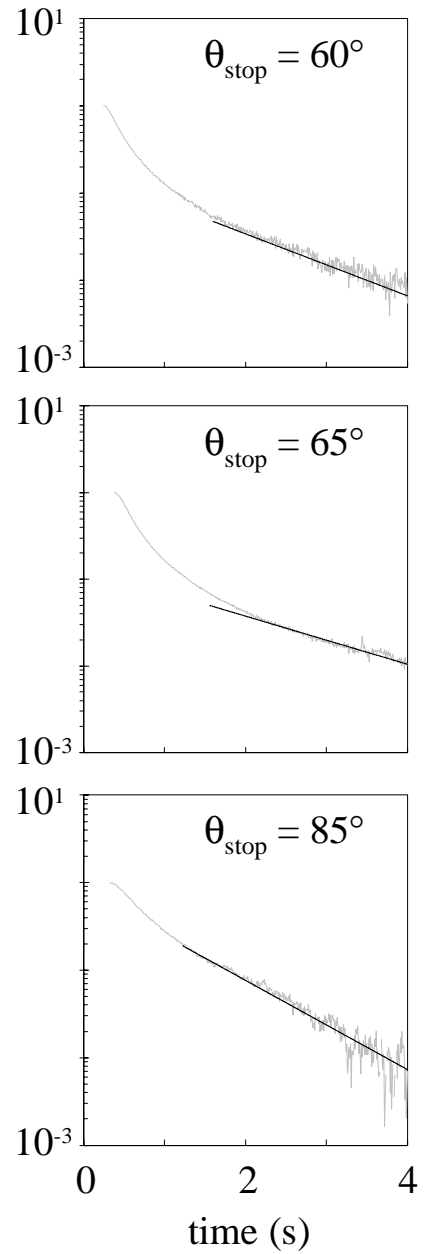 10¹
θstop = 60°
10⁻³
10¹
θstop = 65°
10⁻³
10¹
θstop = 85°
10⁻³
0 2 4
time (s)